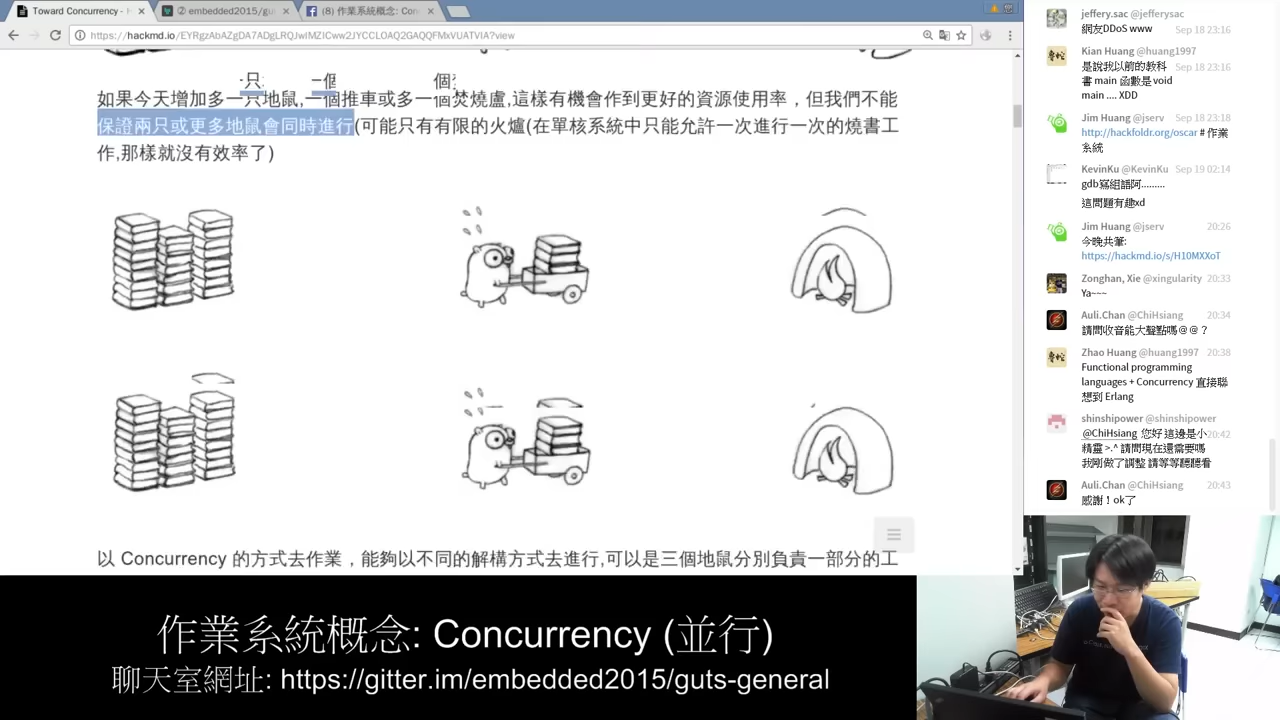 Toward Concurrency - H
② embedded2015/gut
(8) 作業系統概念: Con
https://hackmd.io/EYRgzAbAZgDA7ADgLRQJwIMZICww2JYCCLOAQ2GAQQFMxVUATVIA?view
如果今天增加多一只地鼠,一個推車或多一個焚燒盧,這樣有機會作到更好的資源使用率，但我們不能
保證兩只或更多地鼠會同時進行(可能只有有限的火爐(在單核系統中只能允許一次進行一次的燒書工
作,那樣就沒有效率了)
以 Concurrency 的方式去作業，能夠以不同的解構方式去進行,可以是三個地鼠分別負責一部分的工
jeffery.sac @jefferysac
網友DDoS www
Sep 18 23:16
Kian Huang @huang1997
是說我以前的教科
Sep 18 23:16
書 main 函數是 void
main .... XDD
Jim Huang @jserv
Sep 18 23:18
http://hackfoldr.org/oscar # 作業
系統
KevinKu @KevinKu Sep 19 02:14
gdb寫組語阿.........
這問題有趣xd
Jim Huang @jserv 20:26
今晚共筆:
https://hackmd.io/s/H10MXXoT
Zonghan, Xie @xingularity 20:33
Ya~~~
Auli.Chan @ChiHsiang 20:34
請問收音能大聲點嗎＠＠？
Zhao Huang @huang1997 20:38
Functional programming
languages + Concurrency 直接聯
想到 Erlang
shinshipower @shinshipower
@ChiHsiang 您好 這邊是小 20:42
精靈 >.^ 請問現在還需要嗎
我剛做了調整 請等等聽聽看
Auli.Chan @ChiHsiang 20:43
感謝！ok了
作業系統概念: Concurrency (並行)
聊天室網址: https://gitter.im/embedded2015/guts-general